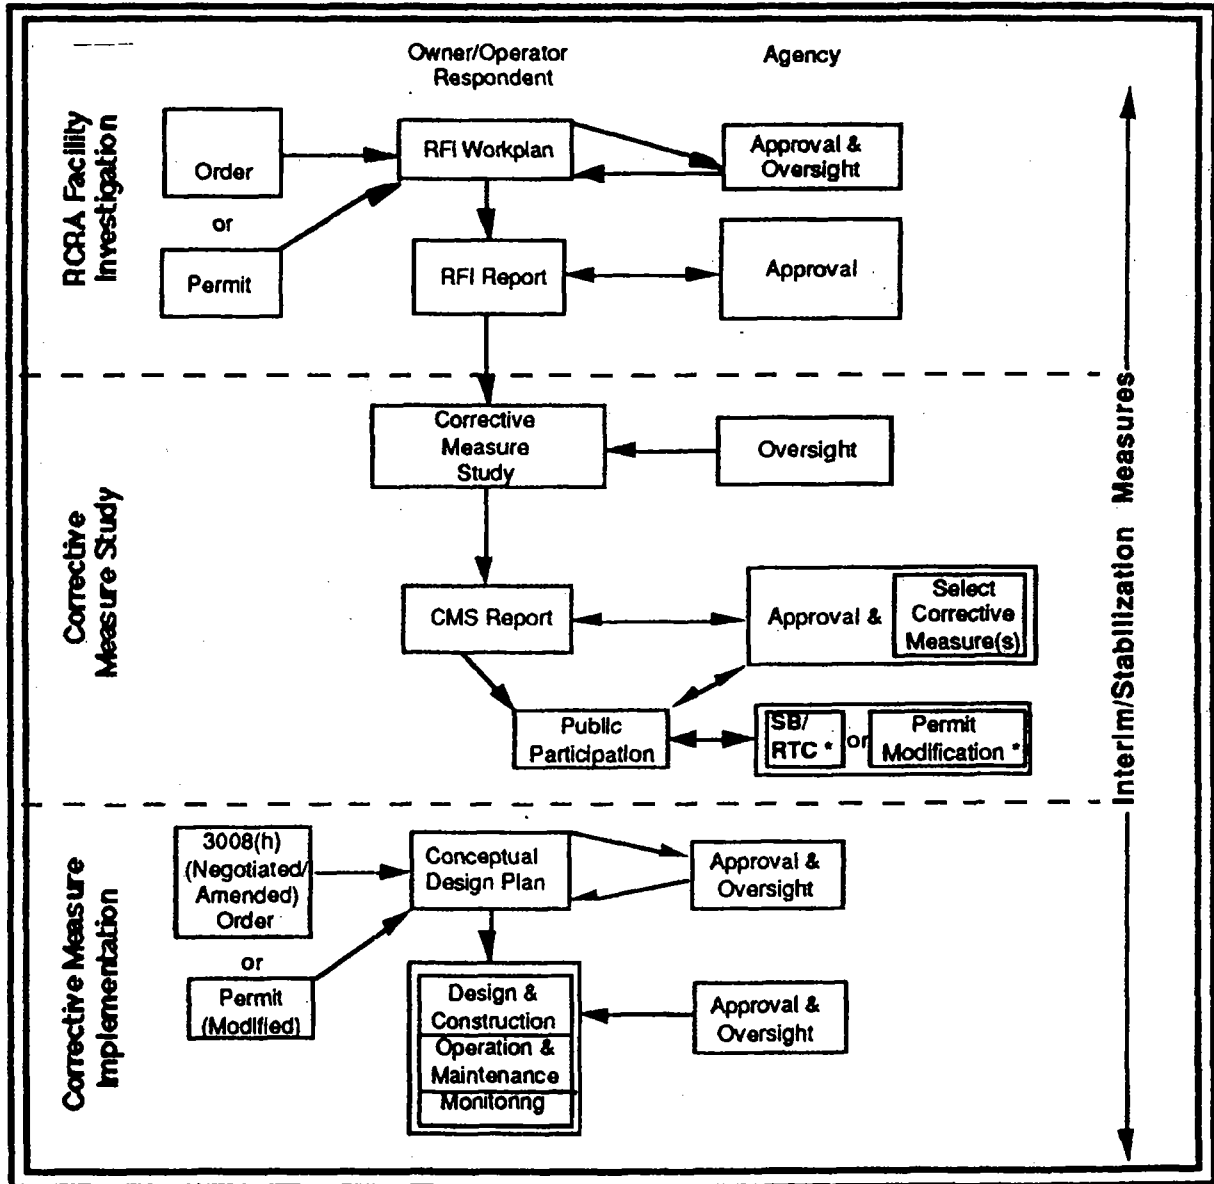 Owner/Operator
Respondent
Agency
RCRA Facility
Investigation
Order
or
Permit
RFI Workplan
Approval &
Oversight
RFI Report
Approval
Corrective
Measure Study
Corrective
Measure
Study
Oversight
CMS Report
Approval &
Select
Corrective
Measure(s)
Public
Participation
SB/
RTC *
or
Permit
Modification *
Corrective Measure
Implementation
3008(h)
(Negotiated/
Amended)
Order
or
Permit
(Modified)
Conceptual
Design Plan
Approval &
Oversight
Design &
Construction
Operation &
Maintenance
Monitoring
Approval &
Oversight
Interim/Stabilization Measures